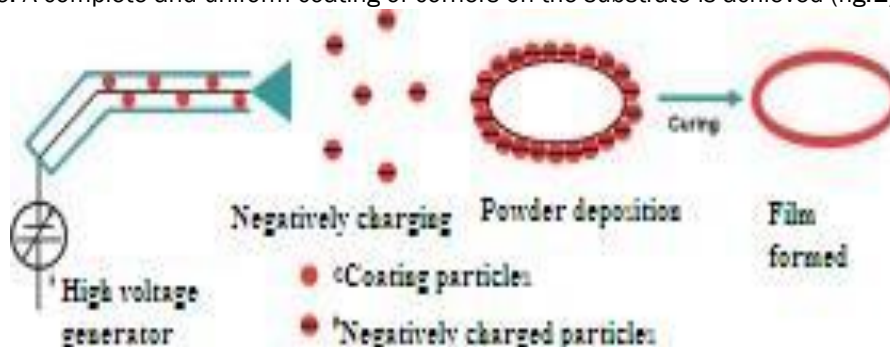 A complete and uniform coating of corners on the substrate is achieved (fig.2
Curing
Negatively charging
Powder deposition
Film
formed
High voltage
generator
Coating particles
Negatively charged particles